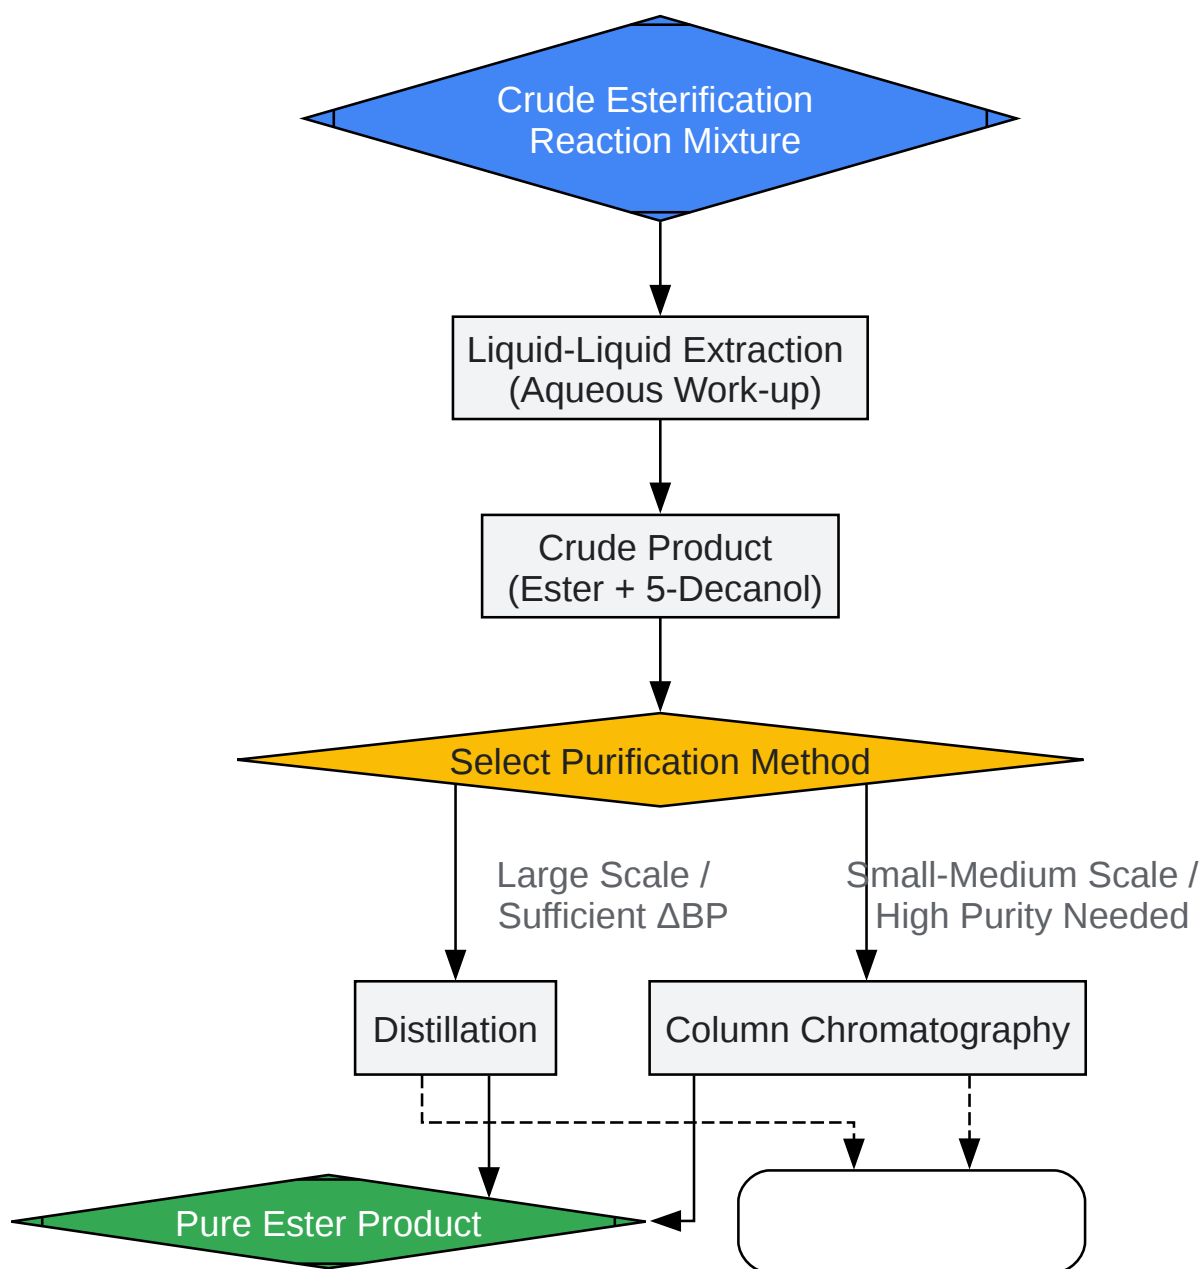 Crude Esterification
Reaction Mixture
Liquid-Liquid Extraction
(Aqueous Work-up)
Crude Product
(Ester + 5-Decanol)
Select Purification Method
Large Scale /
Sufficient ΔBP
Small-Medium Scale /
High Purity Needed
Distillation
Column Chromatography
Pure Ester Product